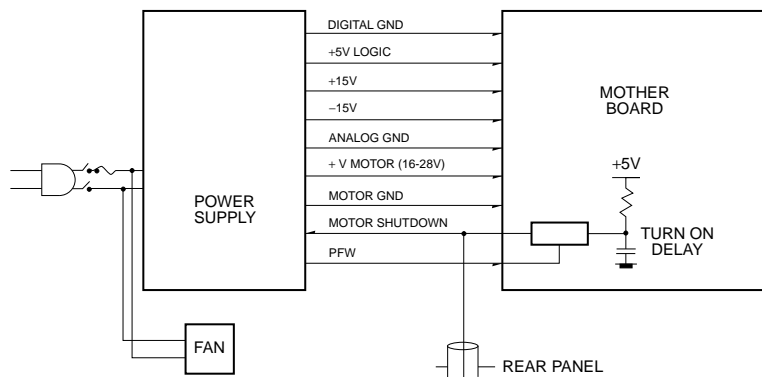 DIGITAL GND
+5V LOGIC
+15V
−15V
ANALOG GND
+ V MOTOR (16-28V)
MOTOR GND
MOTOR SHUTDOWN
PFW
POWER
SUPPLY
MOTHER
BOARD
+5V
TURN ON
DELAY
FAN
REAR PANEL